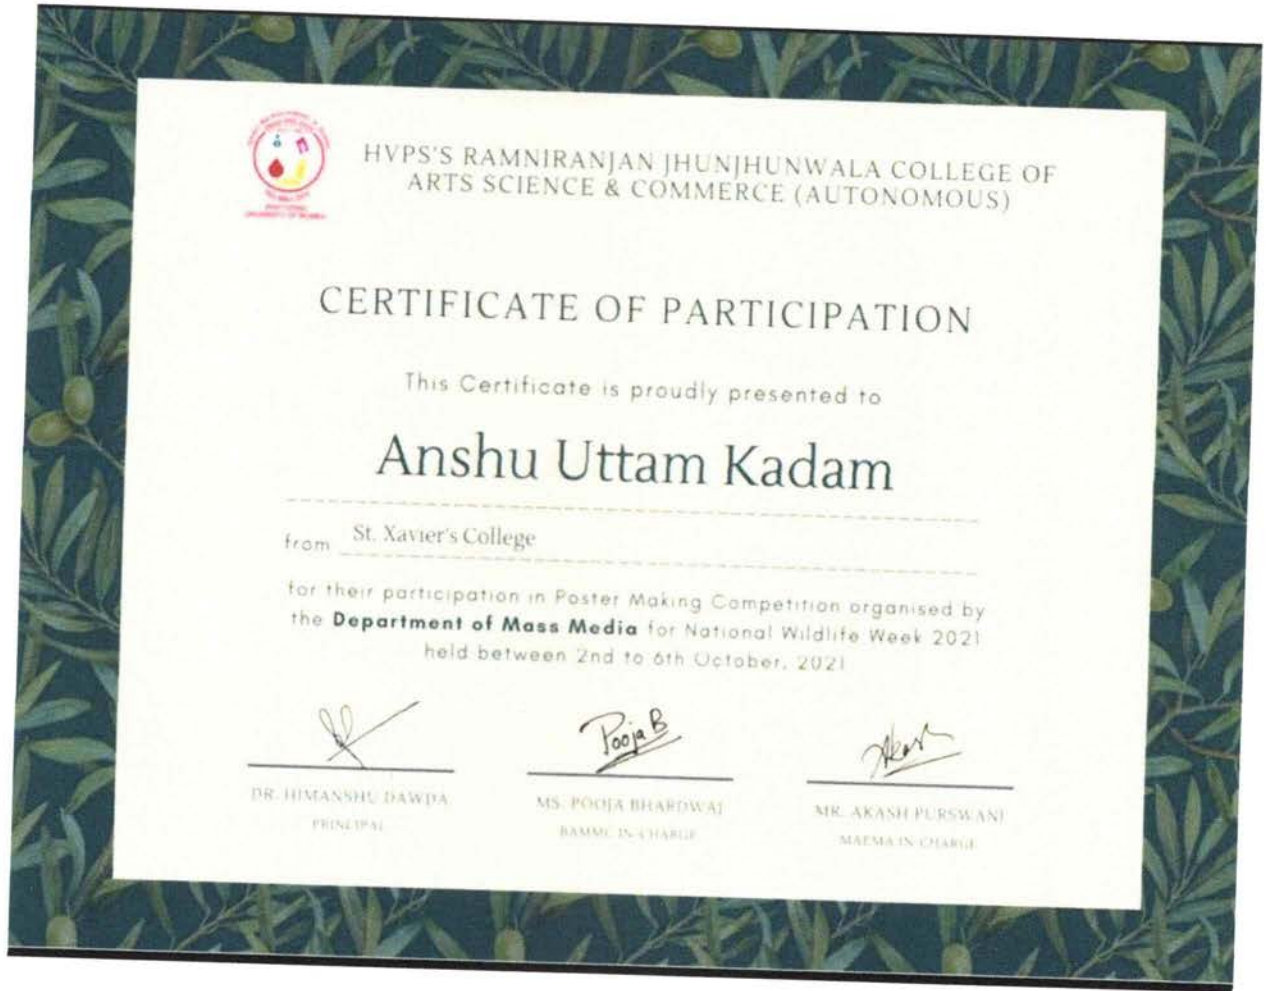 HVPS'S RAMNIRANJAN JHUNJHUNWALA COLLEGE OF
ARTS SCIENCE & COMMERCE (AUTONOMOUS)
CERTIFICATE OF PARTICIPATION
This Certificate is proudly presented to
Anshu Uttam Kadam
from St. Xavier's College
for their participation in Poster Making Competition organised by
the Department of Mass Media for National Wildlife Week 2021
held between 2nd to 6th October, 2021
Pooja B
Akash
DR. HIMANSHU DAWDA
MS. POOJA BHARDWAJ
MR. AKASH PURSWANI
PRINCIPAL
BAMMC IN-CHARGE
MAEMA IN-CHARGE